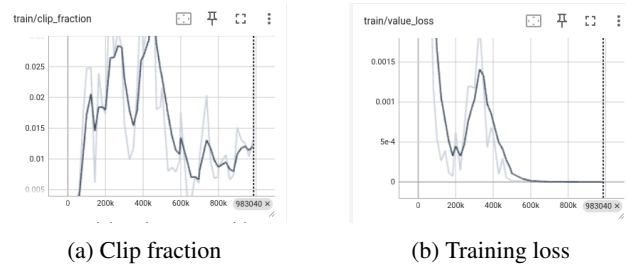 train/clip_fraction
0.025
0.02
0.015
0.01
0.005
0 200k 400k 600k 800k 983040 ×
(a) Clip fraction
train/value_loss
0.0015
0.001
5e-4
0
0 200k 400k 600k 800k 983040 ×
(b) Training loss